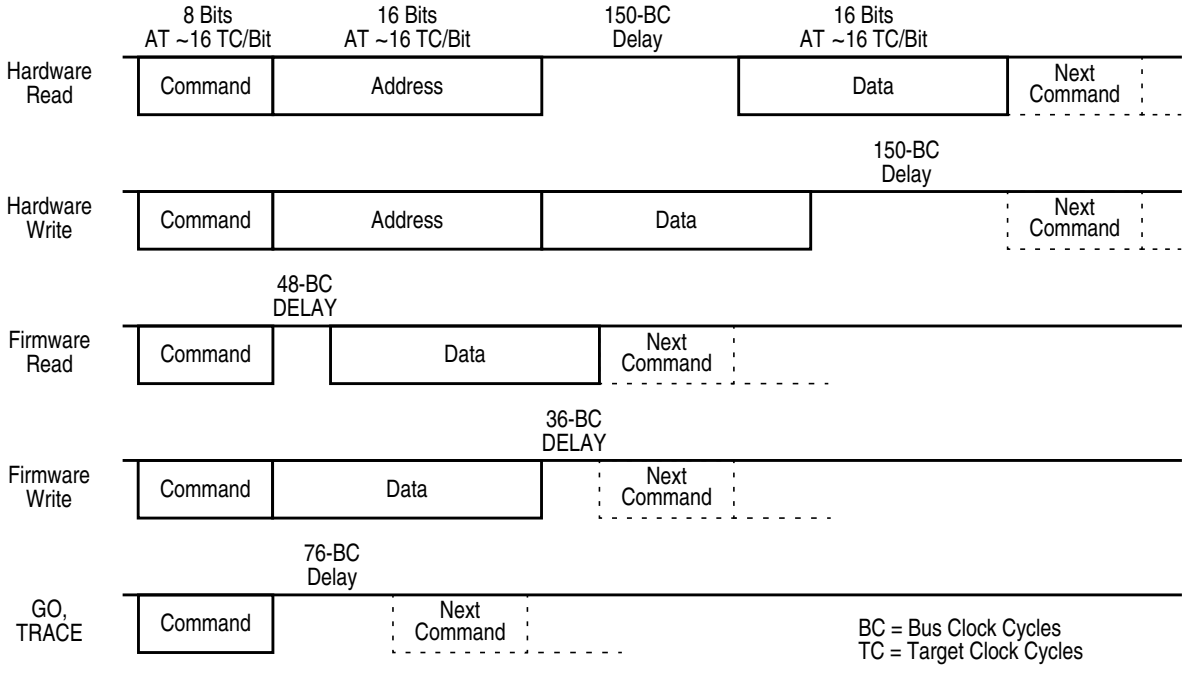 8 Bits
AT ~16 TC/Bit
16 Bits
AT ~16 TC/Bit
150-BC
Delay
16 Bits
AT ~16 TC/Bit
Hardware
Read
Command
Address
Data
Next
Command
150-BC
Delay
Hardware
Write
Command
Address
Data
Next
Command
48-BC
DELAY
Firmware
Read
Command
Data
Next
Command
36-BC
DELAY
Firmware
Write
Command
Data
Next
Command
76-BC
Delay
GO,
TRACE
Command
Next
Command
BC = Bus Clock Cycles
TC = Target Clock Cycles